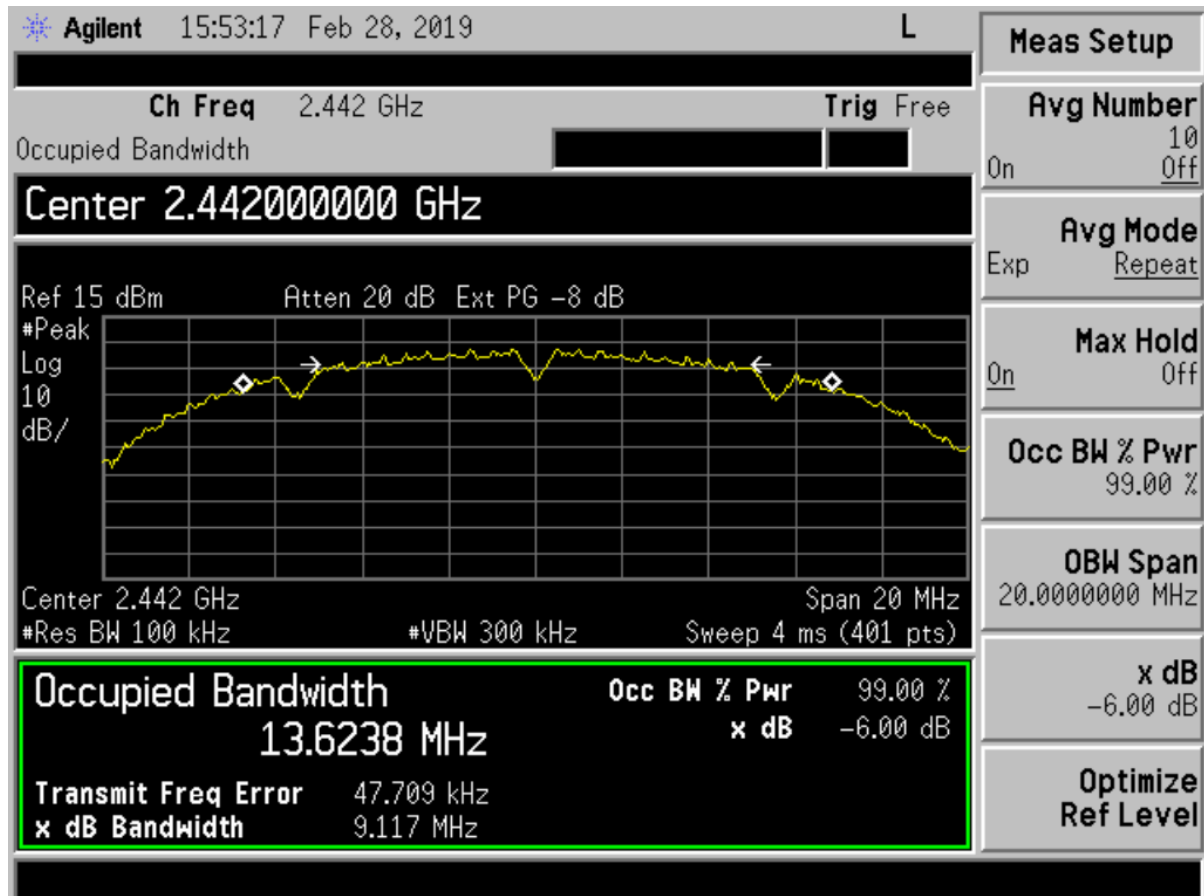 Agilent 15:53:17 Feb 28, 2019 L
Ch Freq 2.442 GHz Trig Free
Occupied Bandwidth
Center 2.442000000 GHz
Ref 15 dBm Atten 20 dB Ext PG -8 dB
#Peak
Log
10
dB/
Center 2.442 GHz Span 20 MHz
#Res BW 100 kHz #VBW 300 kHz Sweep 4 ms (401 pts)
Occupied Bandwidth Occ BW % Pwr 99.00 %
13.6238 MHz x dB -6.00 dB
Transmit Freq Error 47.709 kHz
x dB Bandwidth 9.117 MHz
Meas Setup
Avg Number
10
On Off
Avg Mode
Exp Repeat
Max Hold
On Off
Occ BW % Pwr
99.00 %
OBW Span
20.0000000 MHz
x dB
-6.00 dB
Optimize
Ref Level